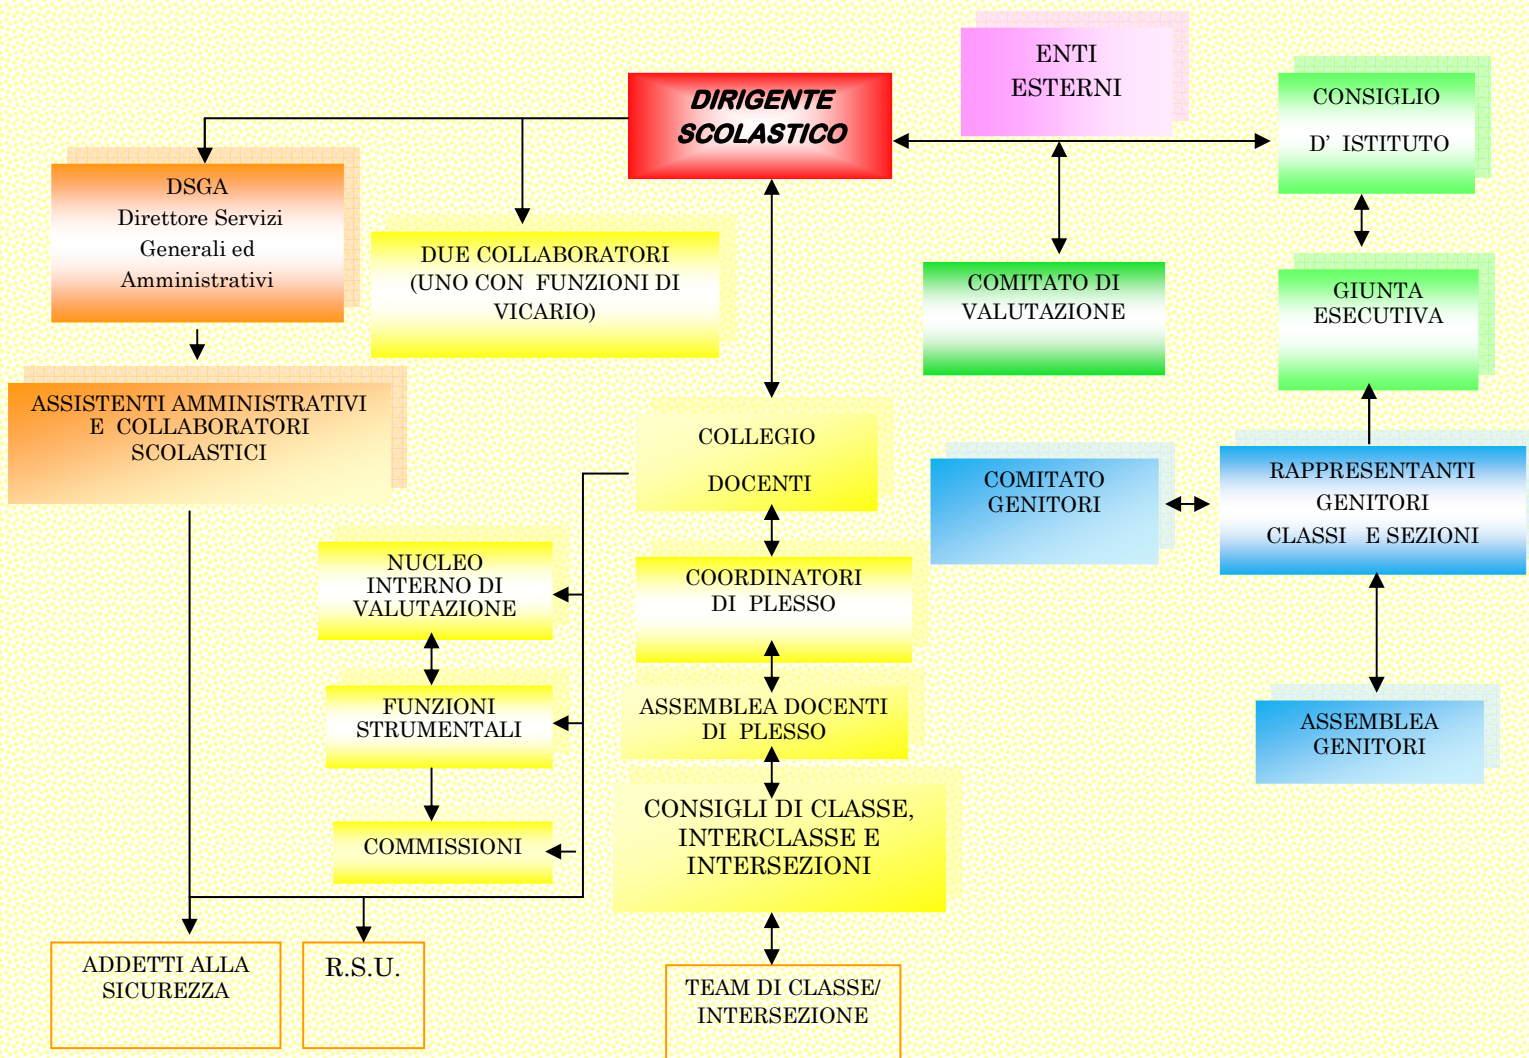 ENTI
ESTERNI
DIRIGENTE
SCOLASTICO
CONSIGLIO
D' ISTITUTO
DSGA
Direttore Servizi
Generali ed
Amministrativi
DUE COLLABORATORI
(UNO CON FUNZIONI DI
VICARIO)
COMITATO DI
VALUTAZIONE
GIUNTA
ESECUTIVA
ASSISTENTI AMMINISTRATIVI
E COLLABORATORI
SCOLASTICI
COLLEGIO
DOCENTI
COMITATO
GENITORI
RAPPRESENTANTI
GENITORI
CLASSI E SEZIONI
NUCLEO
INTERNO DI
VALUTAZIONE
COORDINATORI
DI PLESSO
FUNZIONI
STRUMENTALI
ASSEMBLEA DOCENTI
DI PLESSO
ASSEMBLEA
GENITORI
COMMISSIONI
CONSIGLI DI CLASSE,
INTERCLASSE E
INTERSEZIONI
ADDETTI ALLA
SICUREZZA
R.S.U.
TEAM DI CLASSE/
INTERSEZIONE